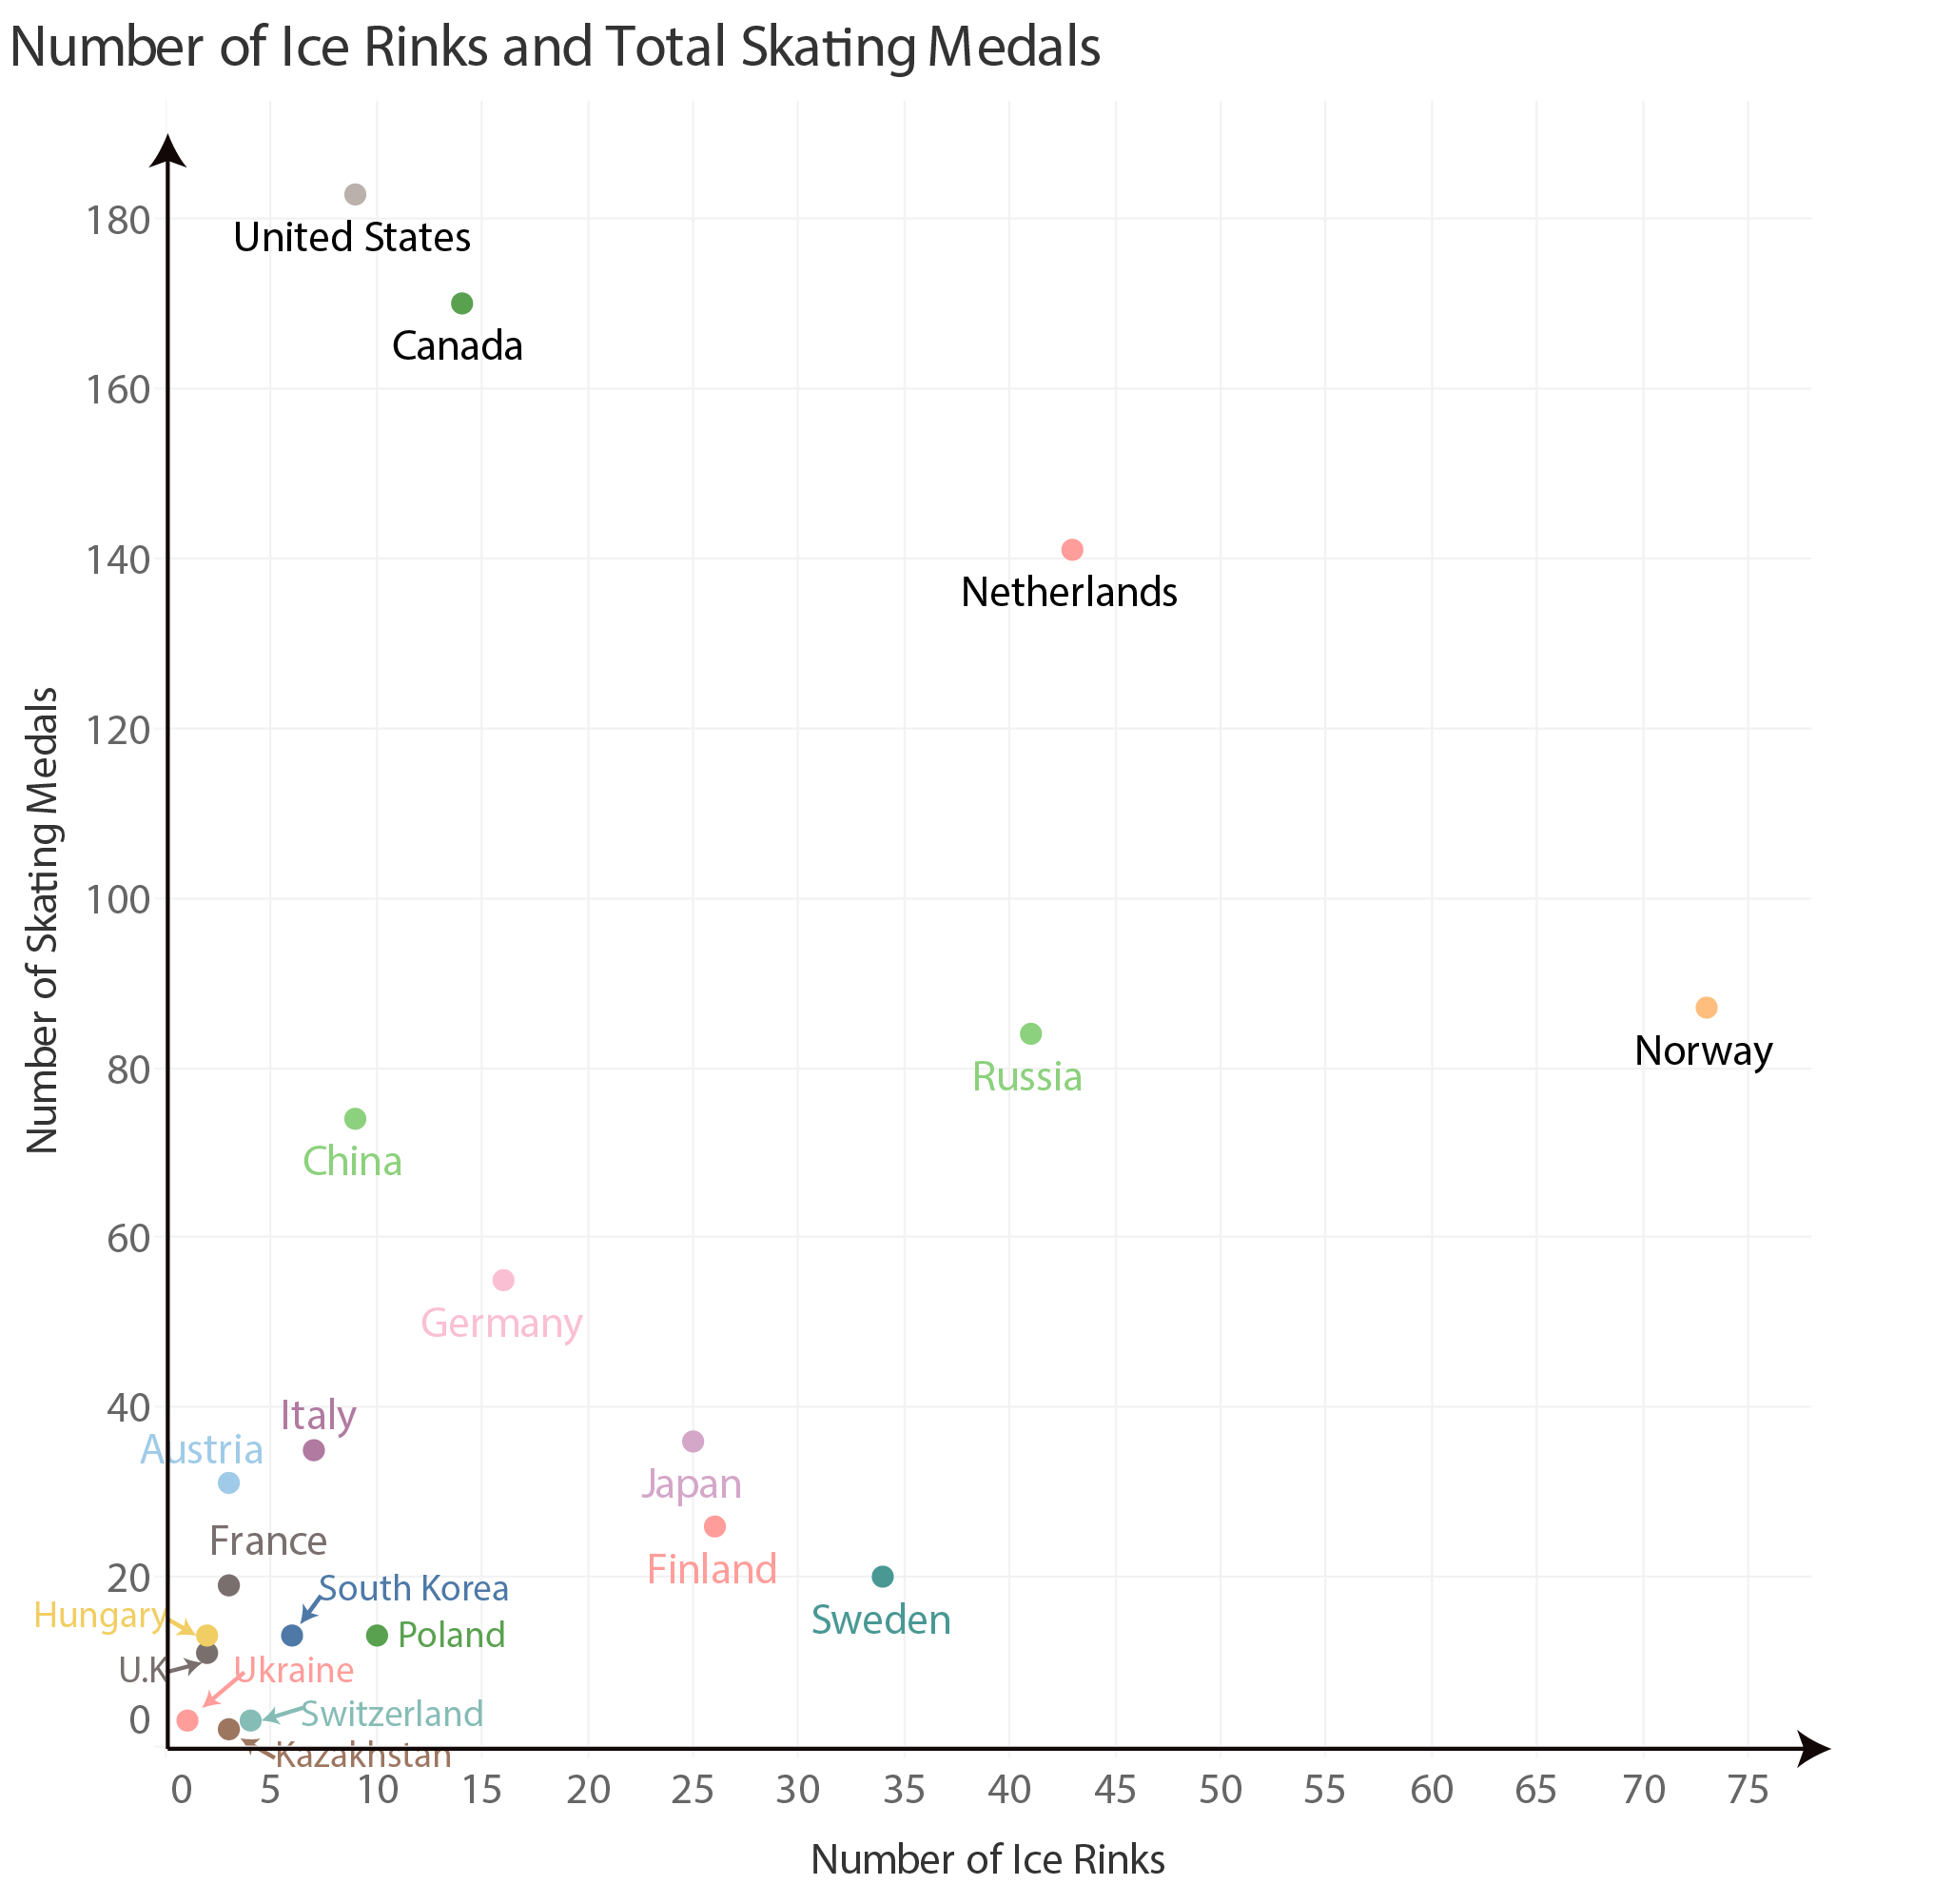 Number of Ice Rinks and Total Skating Medals
180
United States
Canada
160
140
Netherlands
Number of Skating Medals
120
100
Norway
80
Russia
China
60
Germany
40
Italy
Austria
Japan
France
Finland
20
South Korea
Hungary
Sweden
Poland
U.K
Ukraine
0
Switzerland
Kazakhstan
0 5 10 15 20 25 30 35 40 45 50 55 60 65 70 75
Number of Ice Rinks